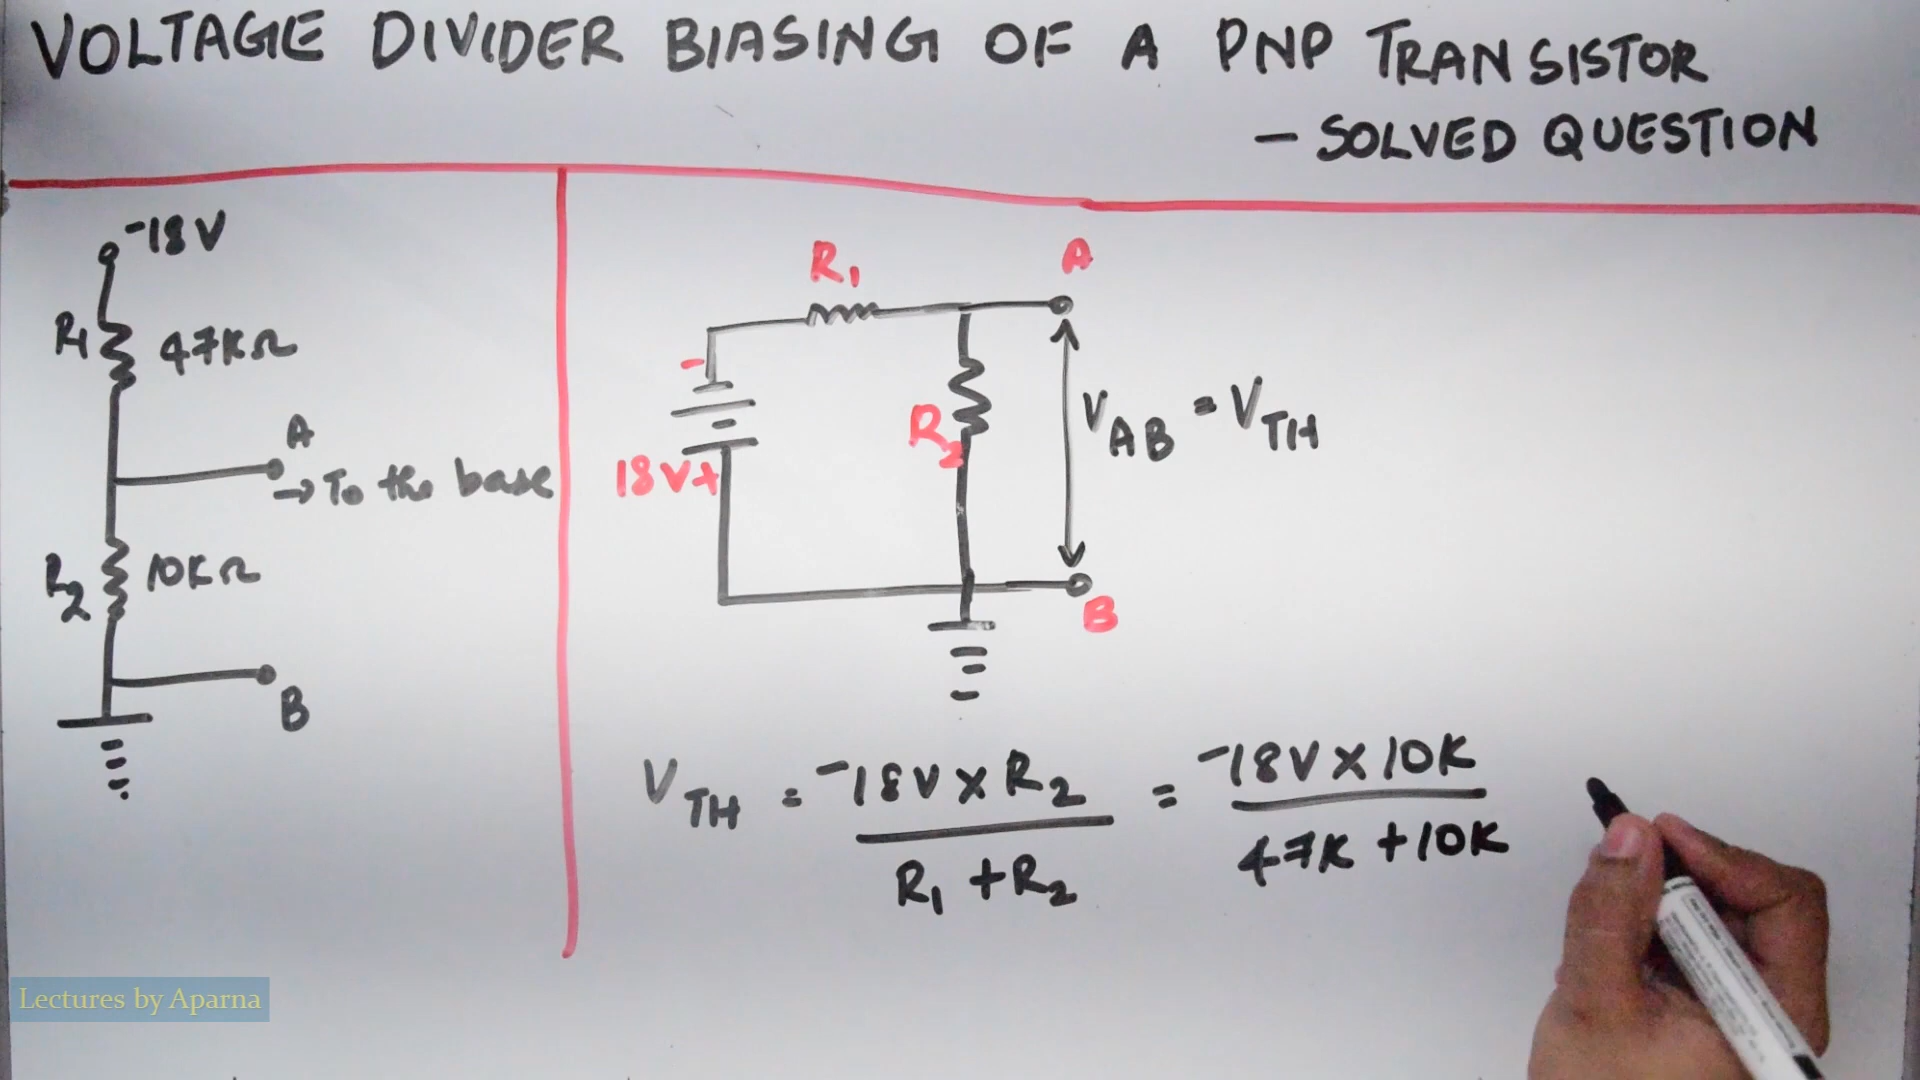 VOLTAGE DIVIDER BIASING OF A PNP TRANSISTOR
- SOLVED QUESTION
-18V
R1 47KΩ
A
→ To the base
R2 10KΩ
B
R1
A
-
R2
18V+
VAB = VTH
B
VTH = -18V x R2 / R1 + R2 = -18V x 10K / 47K + 10K
Lectures by Aparna